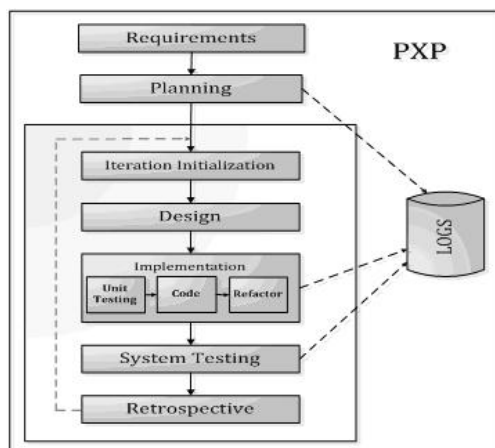 Requirements
PXP
Planning
Iteration Initialization
Design
LOGS
Implementation
Unit
Testing
Code
Refactor
System Testing
Retrospective